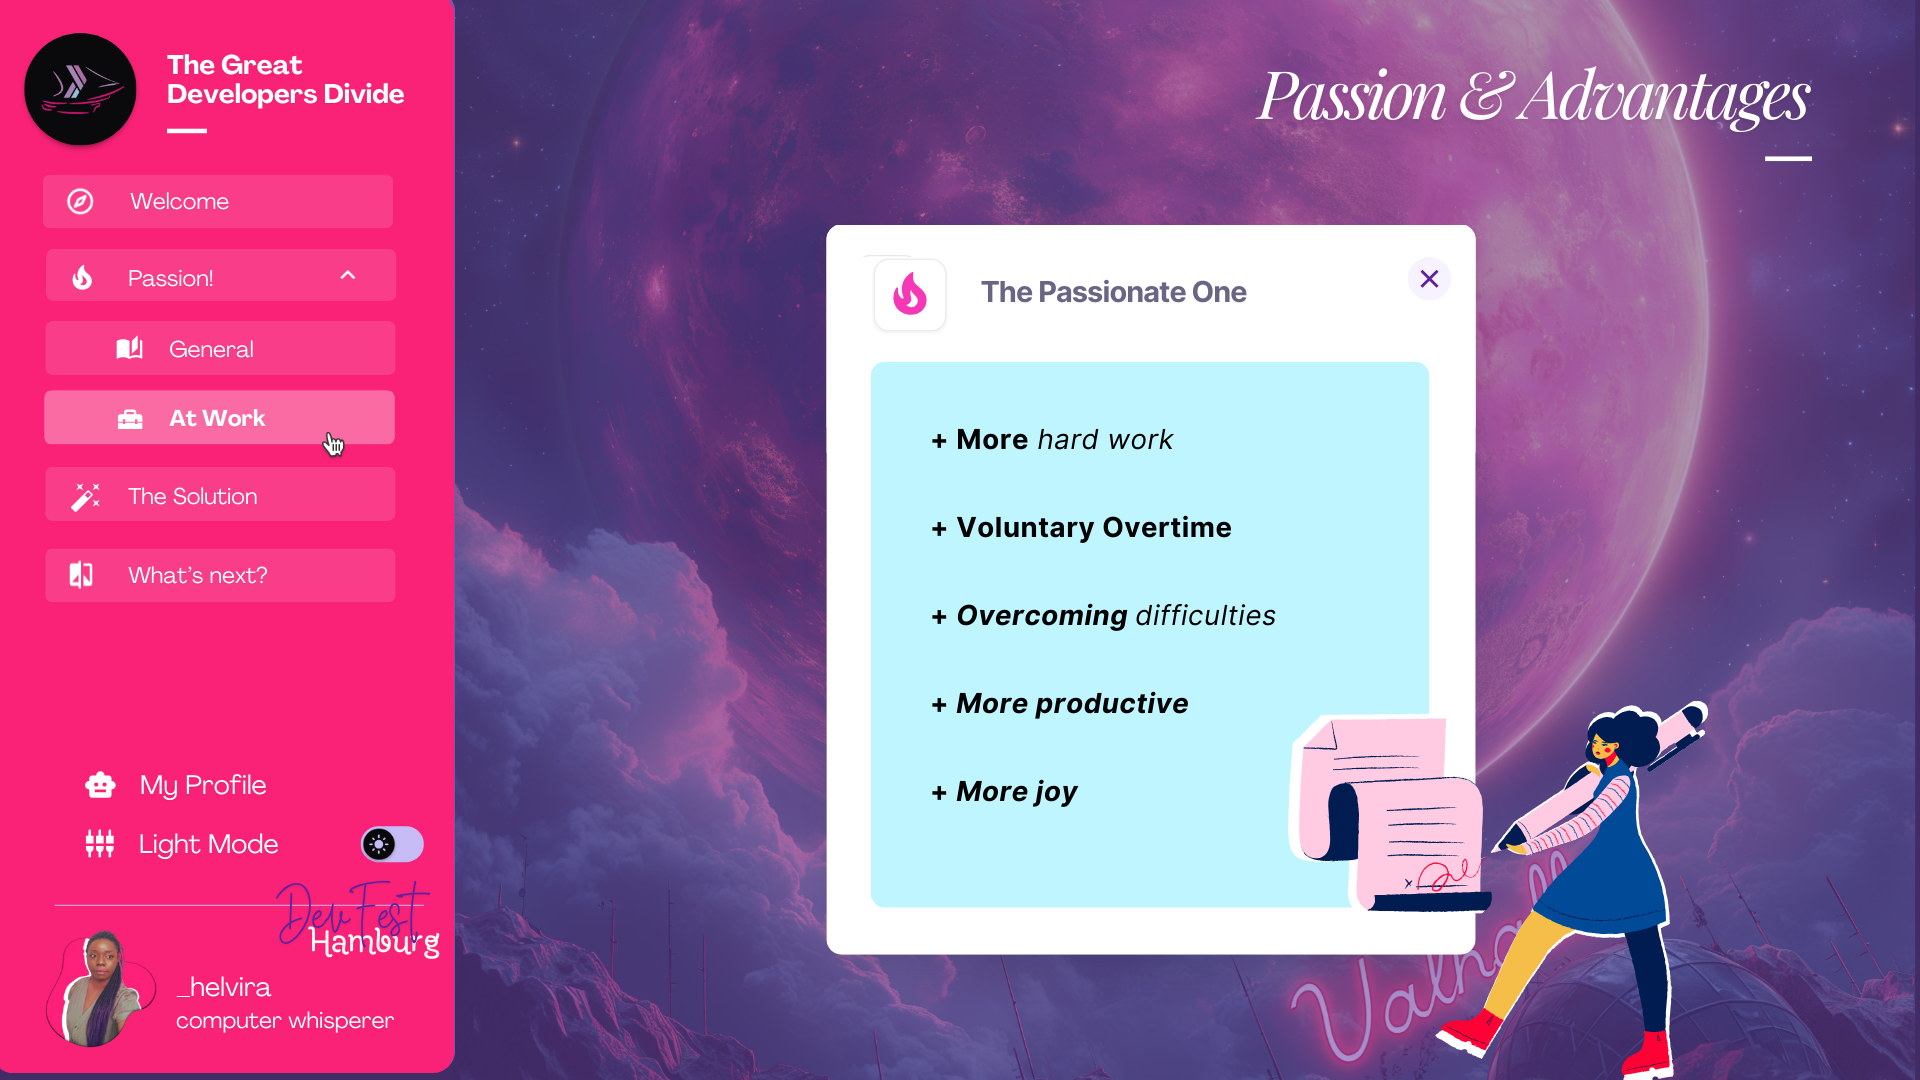 The Great
Developers Divide
Welcome
Passion!
General
At Work
The Solution
What's next?
My Profile
Light Mode
DevFest
Hamburg
_helvira
computer whisperer
Passion & Advantages
The Passionate One
+ More hard work
+ Voluntary Overtime
+ Overcoming difficulties
+ More productive
+ More joy